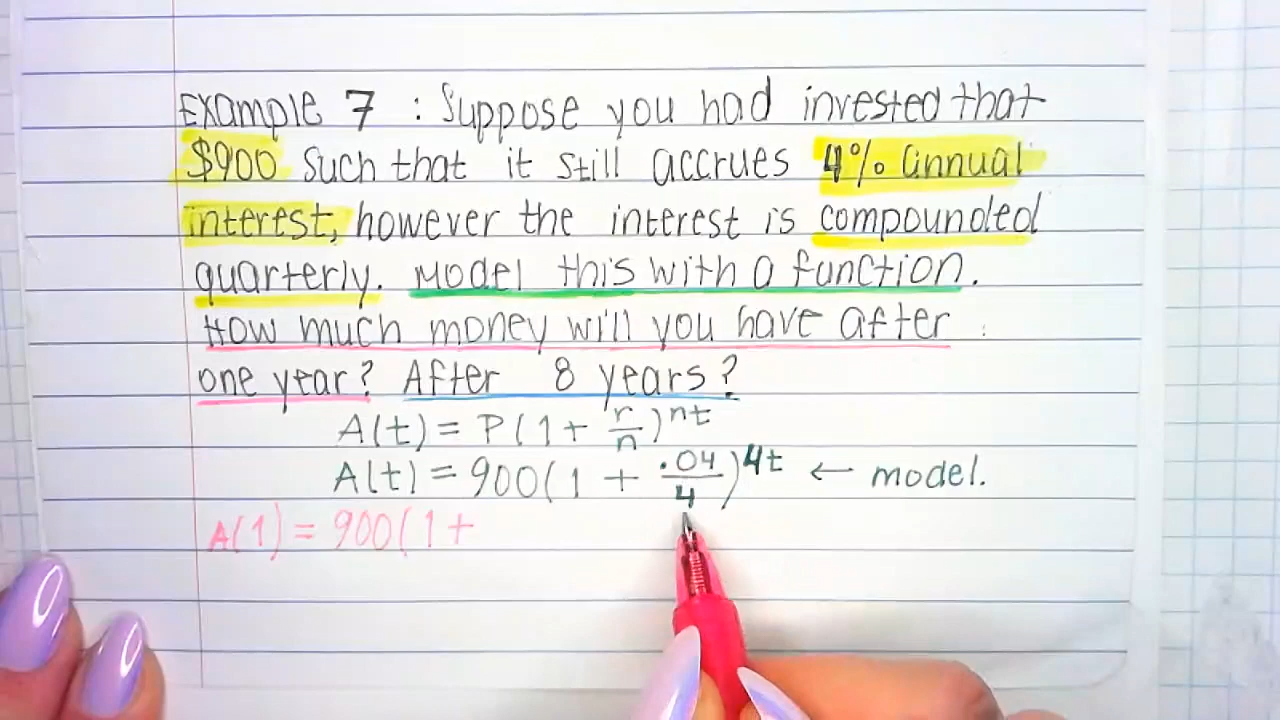 Example 7 : Suppose you had invested that
$900 such that it still accrues 4% annual
interest, however the interest is compounded
quarterly. Model this with a function.
How much money will you have after
one year? After 8 years?
A(t) = P(1 + r/n)^nt
A(t) = 900(1 + .04/4)^4t ← model.
A(1) = 900(1 +